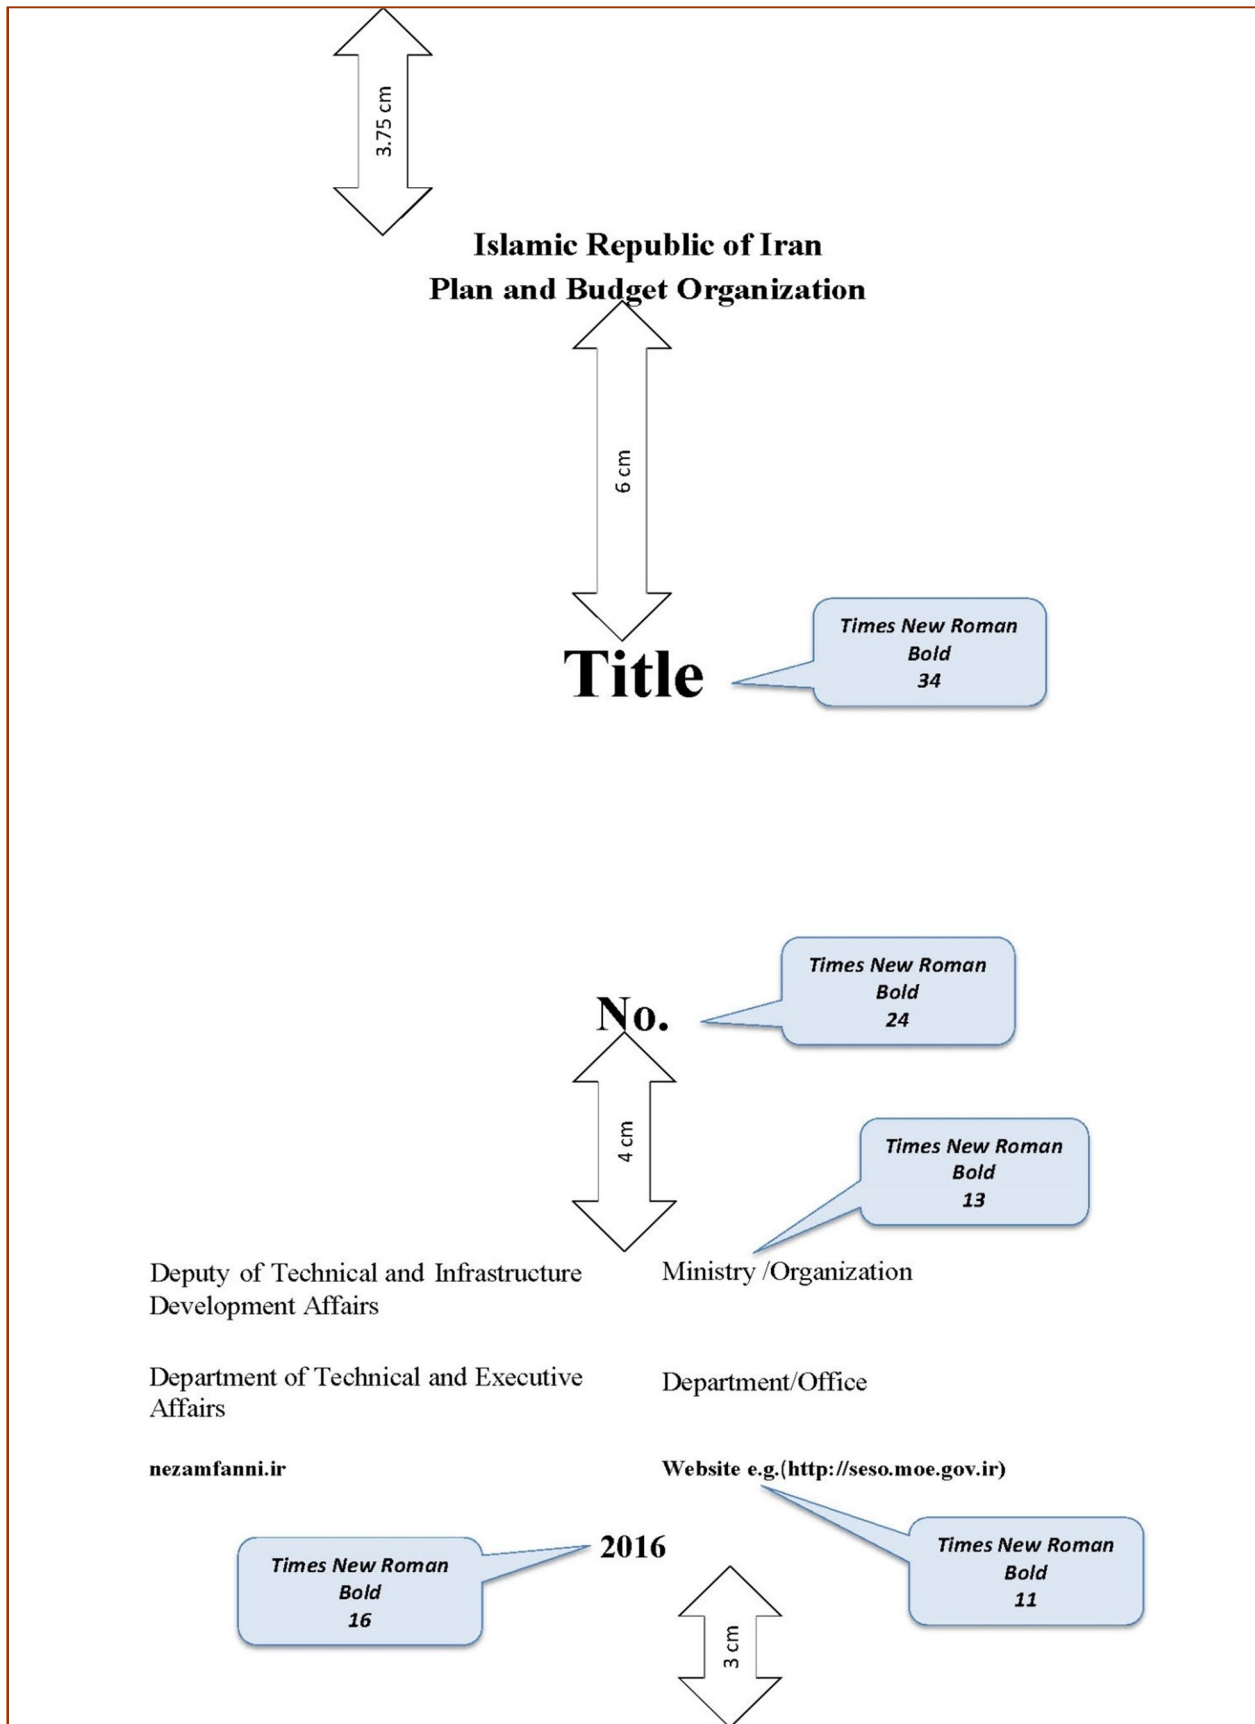 3.75 cm
Islamic Republic of Iran
Plan and Budget Organization
6 cm
Times New Roman
Bold
34
Title
Times New Roman
Bold
24
No.
4 cm
Times New Roman
Bold
13
Deputy of Technical and Infrastructure
Development Affairs
Ministry /Organization
Department of Technical and Executive
Affairs
Department/Office
nezamfanni.ir
Website e.g.(http://seso.moe.gov.ir)
2016
Times New Roman
Bold
16
Times New Roman
Bold
11
3 cm